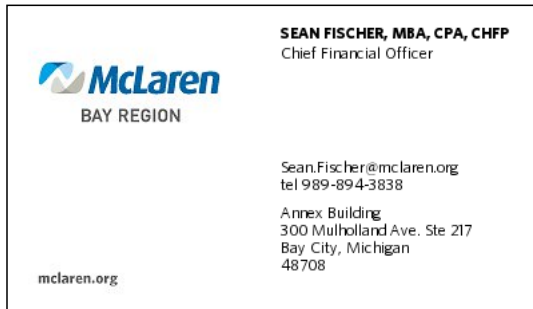 McLaren
BAY REGION
mclaren.org
SEAN FISCHER, MBA, CPA, CHFP
Chief Financial Officer
Sean.Fischer@mclaren.org
tel 989-894-3838
Annex Building
300 Mulholland Ave. Ste 217
Bay City, Michigan
48708